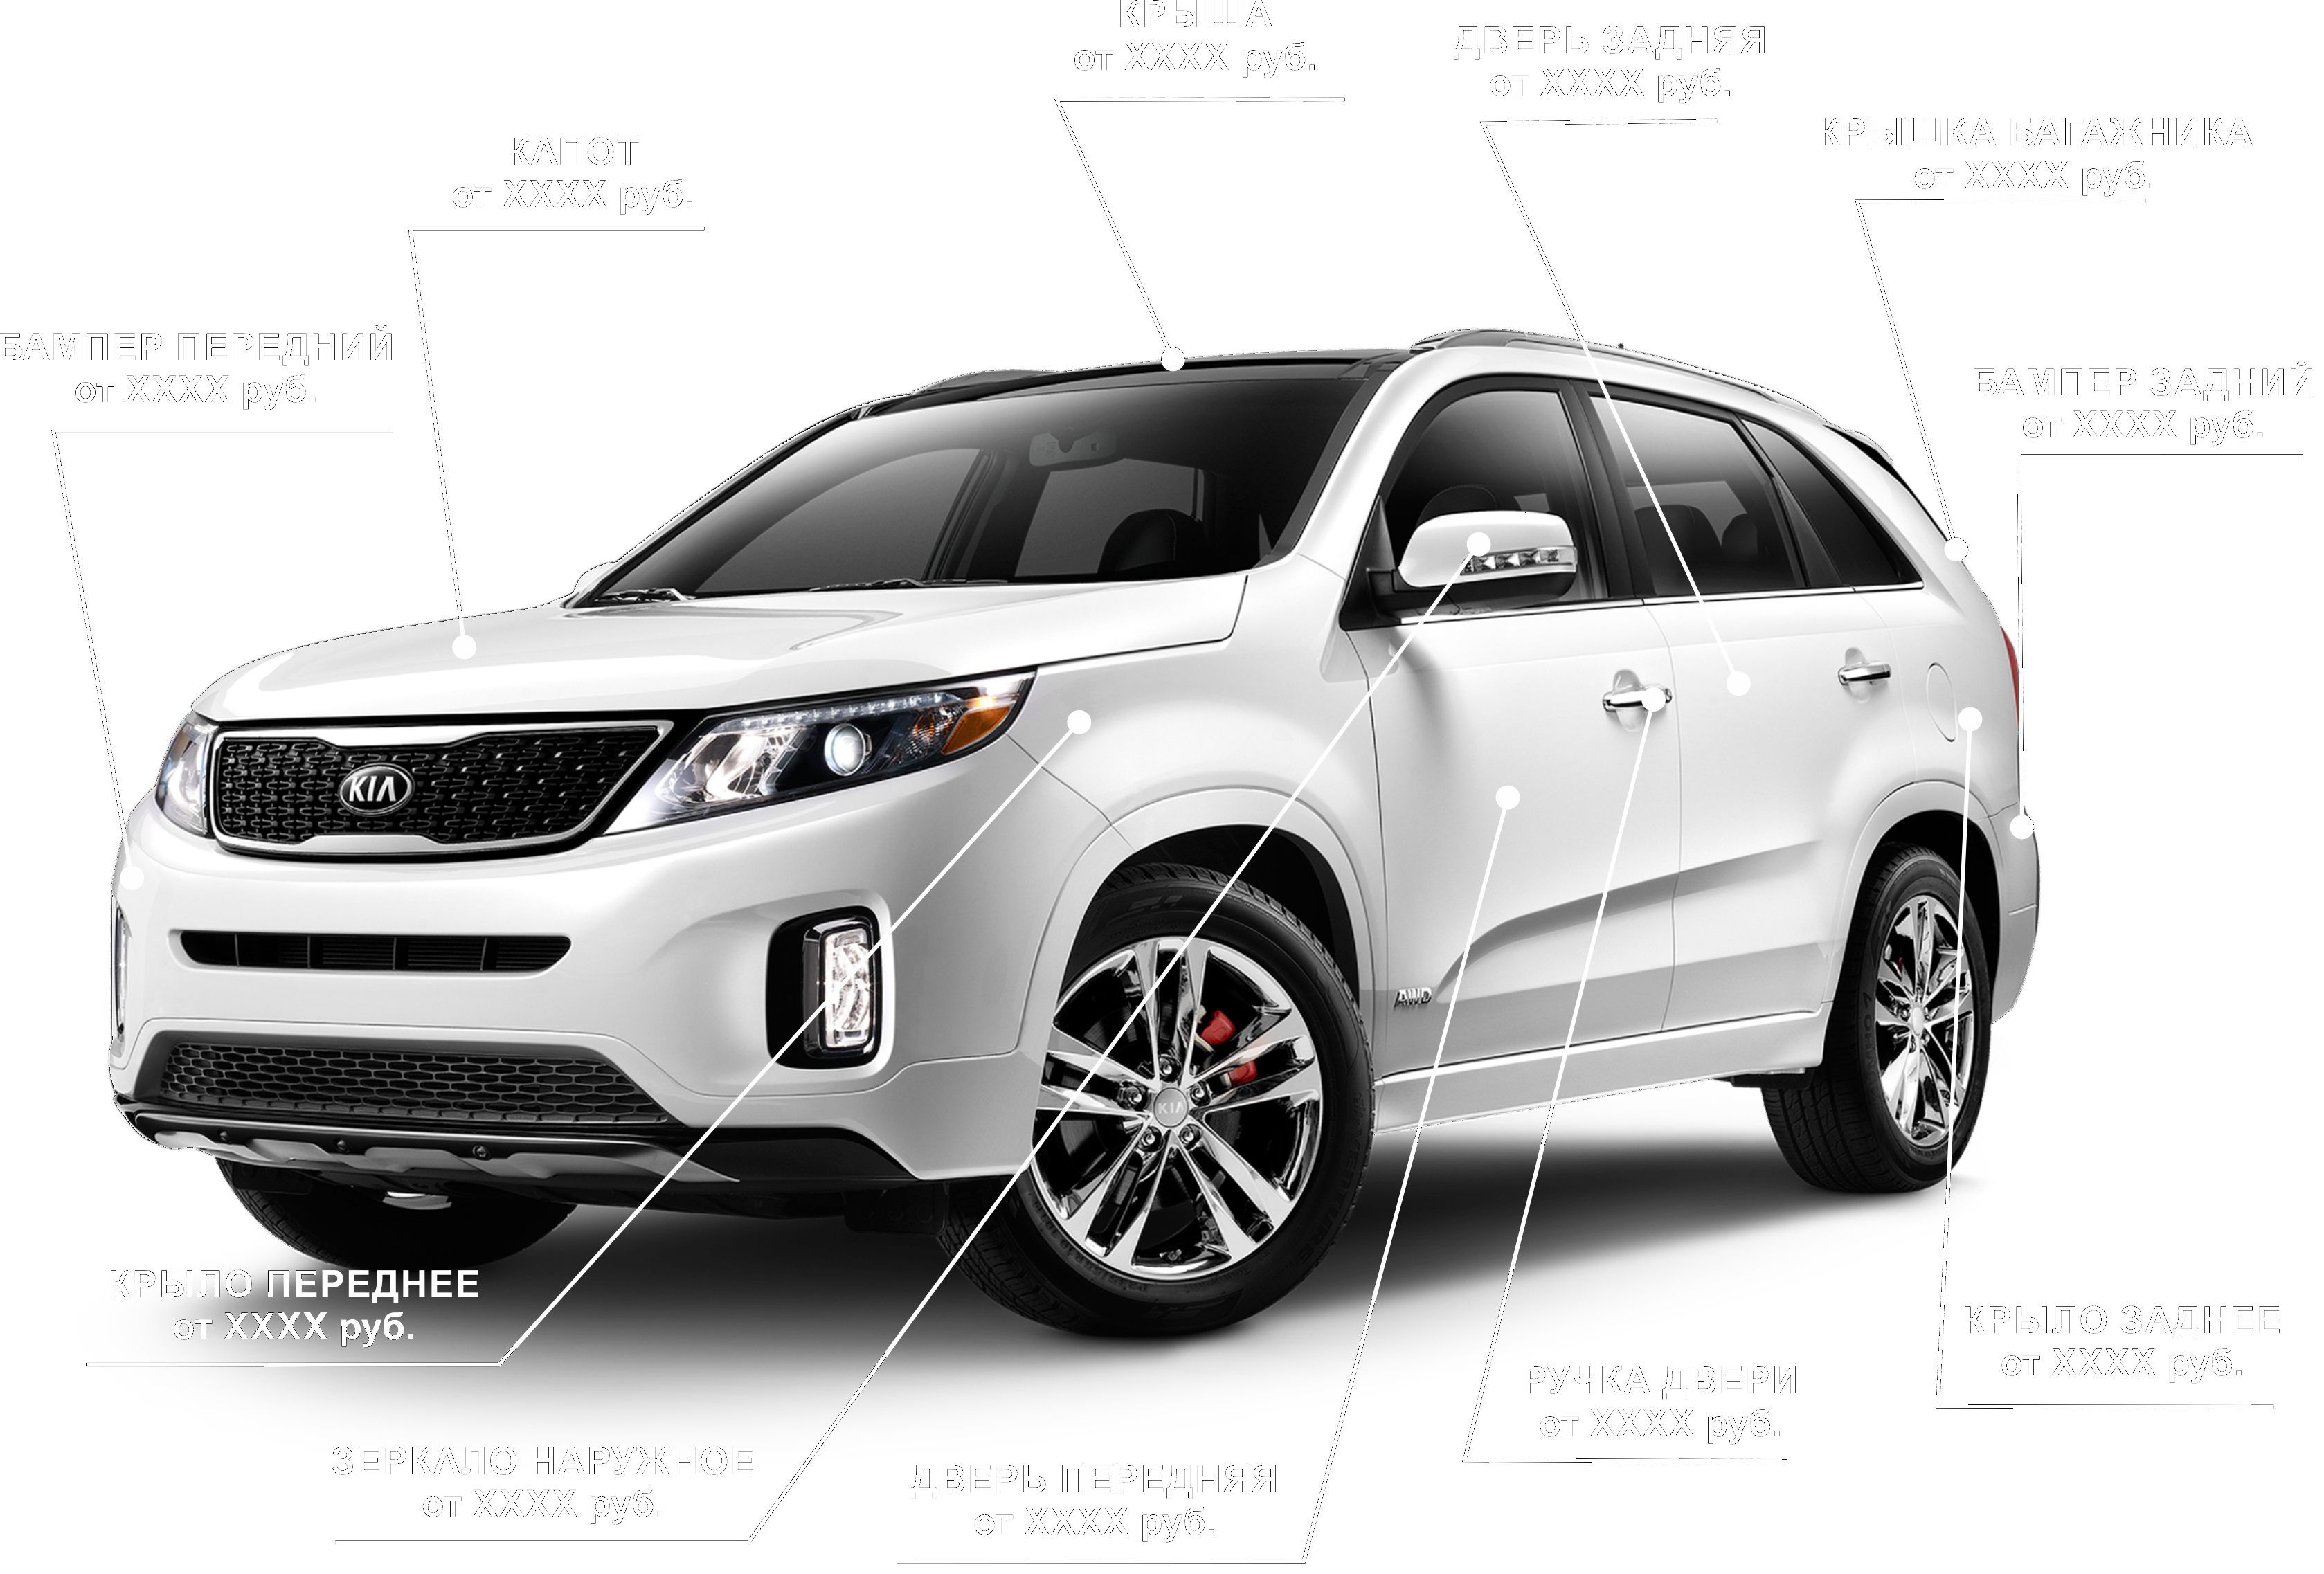 КРЫША
от XXXX руб.
ДВЕРЬ ЗАДНЯЯ
от XXXX руб.
КРЫШКА БАГАЖНИКА
от XXXX руб.
КАПОТ
от XXXX руб.
БАМПЕР ПЕРЕДНИЙ
от XXXX руб.
БАМПЕР ЗАДНИЙ
от XXXX руб.
KIA
AWD
KIA
КРЫЛО ПЕРЕДНЕЕ
от XXXX руб.
КРЫЛО ЗАДНЕЕ
от XXXX руб.
РУЧКА ДВЕРИ
от XXXX руб.
ЗЕРКАЛО НАРУЖНОЕ
от XXXX руб.
ДВЕРЬ ПЕРЕДНЯЯ
от XXXX руб.